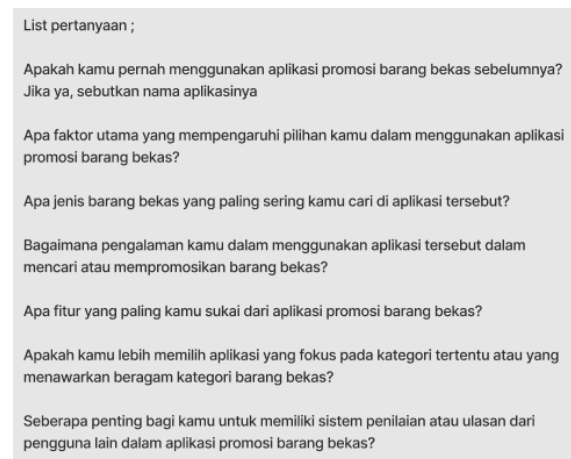 List pertanyaan ;
Apakah kamu pernah menggunakan aplikasi promosi barang bekas sebelumnya?
Jika ya, sebutkan nama aplikasinya
Apa faktor utama yang mempengaruhi pilihan kamu dalam menggunakan aplikasi
promosi barang bekas?
Apa jenis barang bekas yang paling sering kamu cari di aplikasi tersebut?
Bagaimana pengalaman kamu dalam menggunakan aplikasi tersebut dalam
mencari atau mempromosikan barang bekas?
Apa fitur yang paling kamu sukai dari aplikasi promosi barang bekas?
Apakah kamu lebih memilih aplikasi yang fokus pada kategori tertentu atau yang
menawarkan beragam kategori barang bekas?
Seberapa penting bagi kamu untuk memiliki sistem penilaian atau ulasan dari
pengguna lain dalam aplikasi promosi barang bekas?